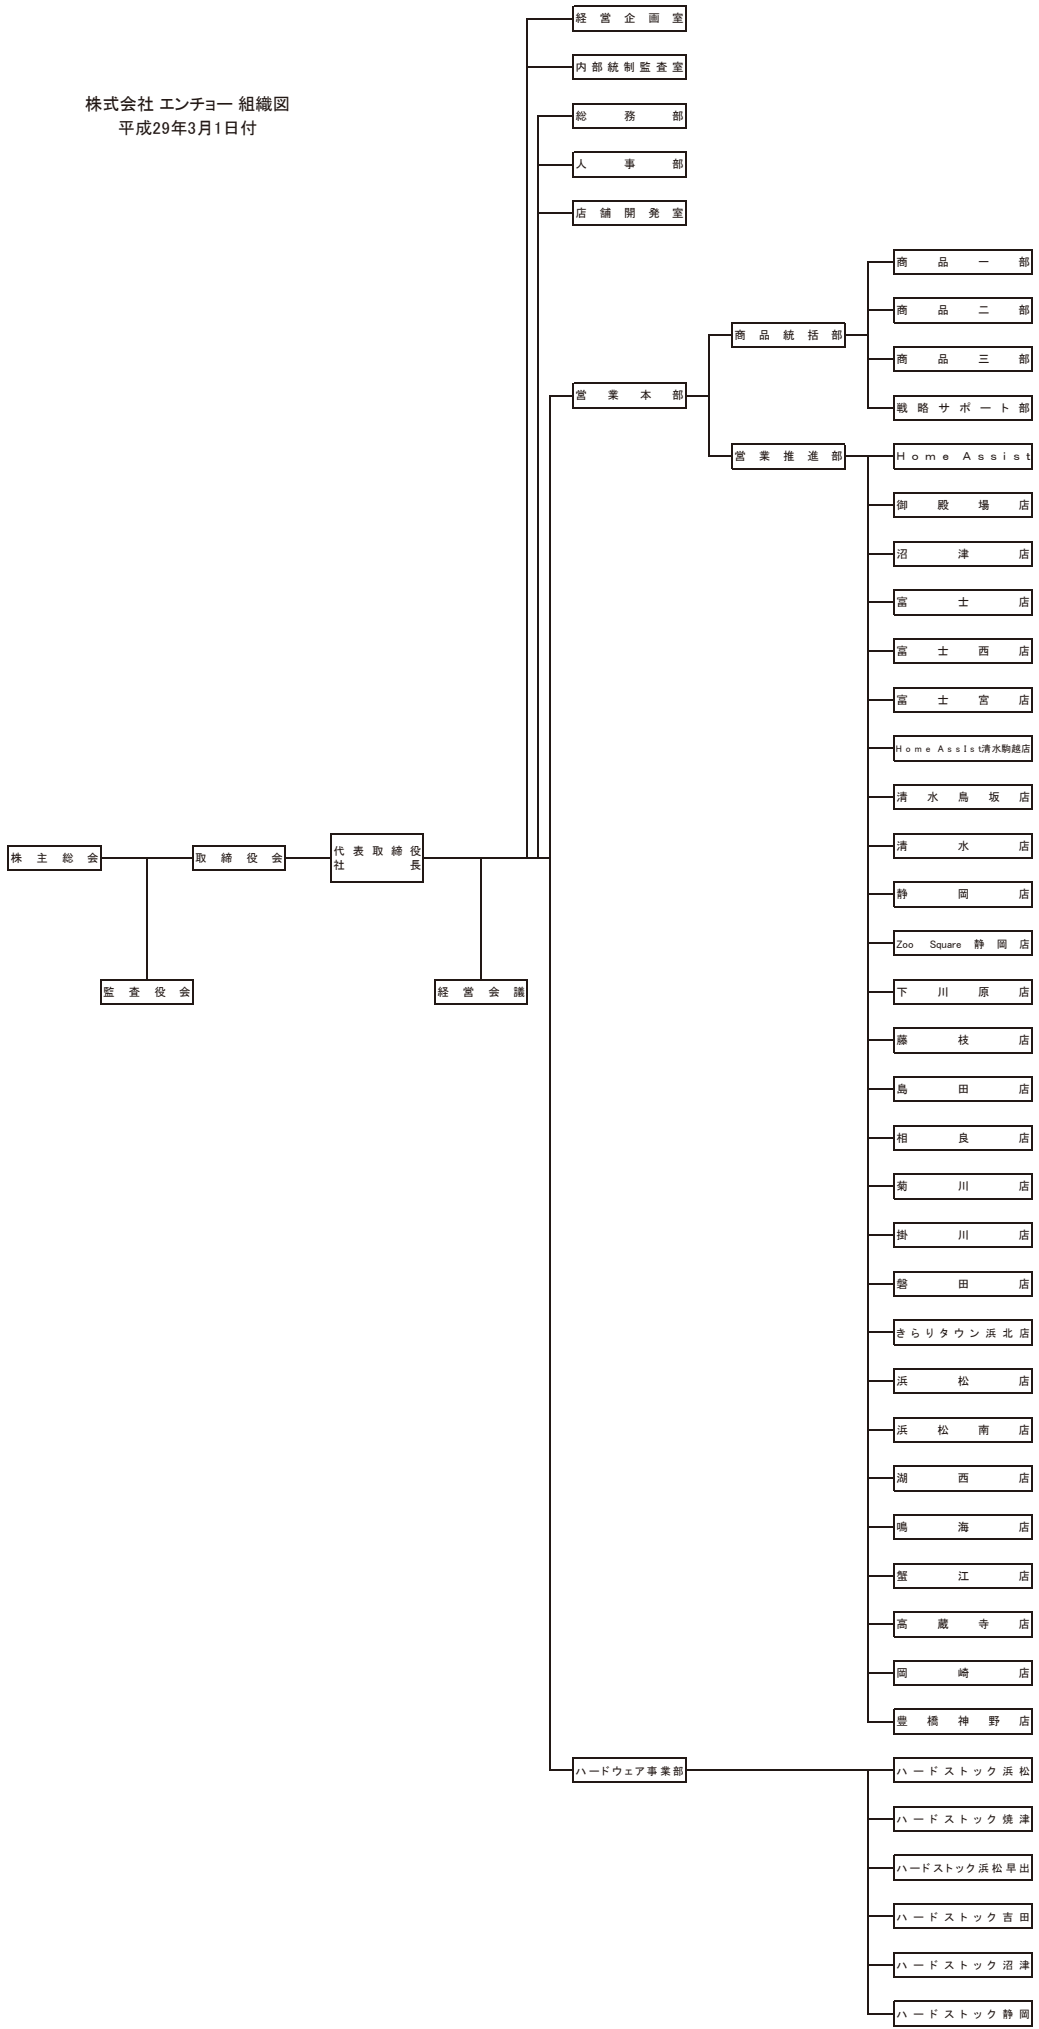 株式会社 エンチョー 組織図
平成29年3月1日付
経営企画室
内部統制監査室
総務部
人事部
店舗開発室
商品一部
商品二部
商品統括部
商品三部
営業本部
戦略サポート部
営業推進部
Home Assist
御殿場店
沼津店
富士店
富士西店
富士宮店
Home AssIst清水駒越店
清水鳥坂店
清水店
株主総会
取締役会
代表取締役
社長
静岡店
Zoo Square 静岡店
監査役会
経営会議
下川原店
藤枝店
島田店
相良店
菊川店
掛川店
磐田店
きらりタウン浜北店
浜松店
浜松南店
湖西店
鳴海店
蟹江店
高蔵寺店
岡崎店
豊橋神野店
ハードウェア事業部
ハードストック浜松
ハードストック焼津
ハードストック浜松早出
ハードストック吉田
ハードストック沼津
ハードストック静岡